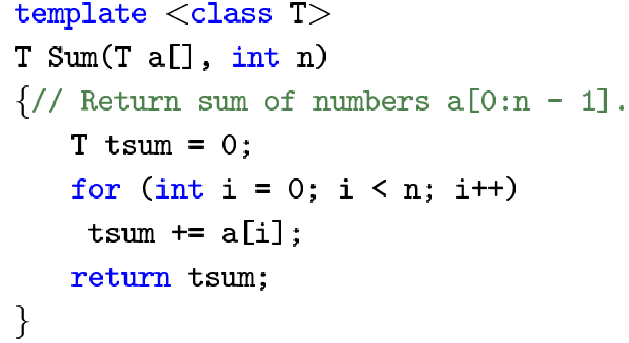 template <class T>
T Sum(T a[], int n)
{// Return sum of numbers a[0:n - 1].
T tsum = 0;
for (int i = 0; i < n; i++)
tsum += a[i];
return tsum;
}